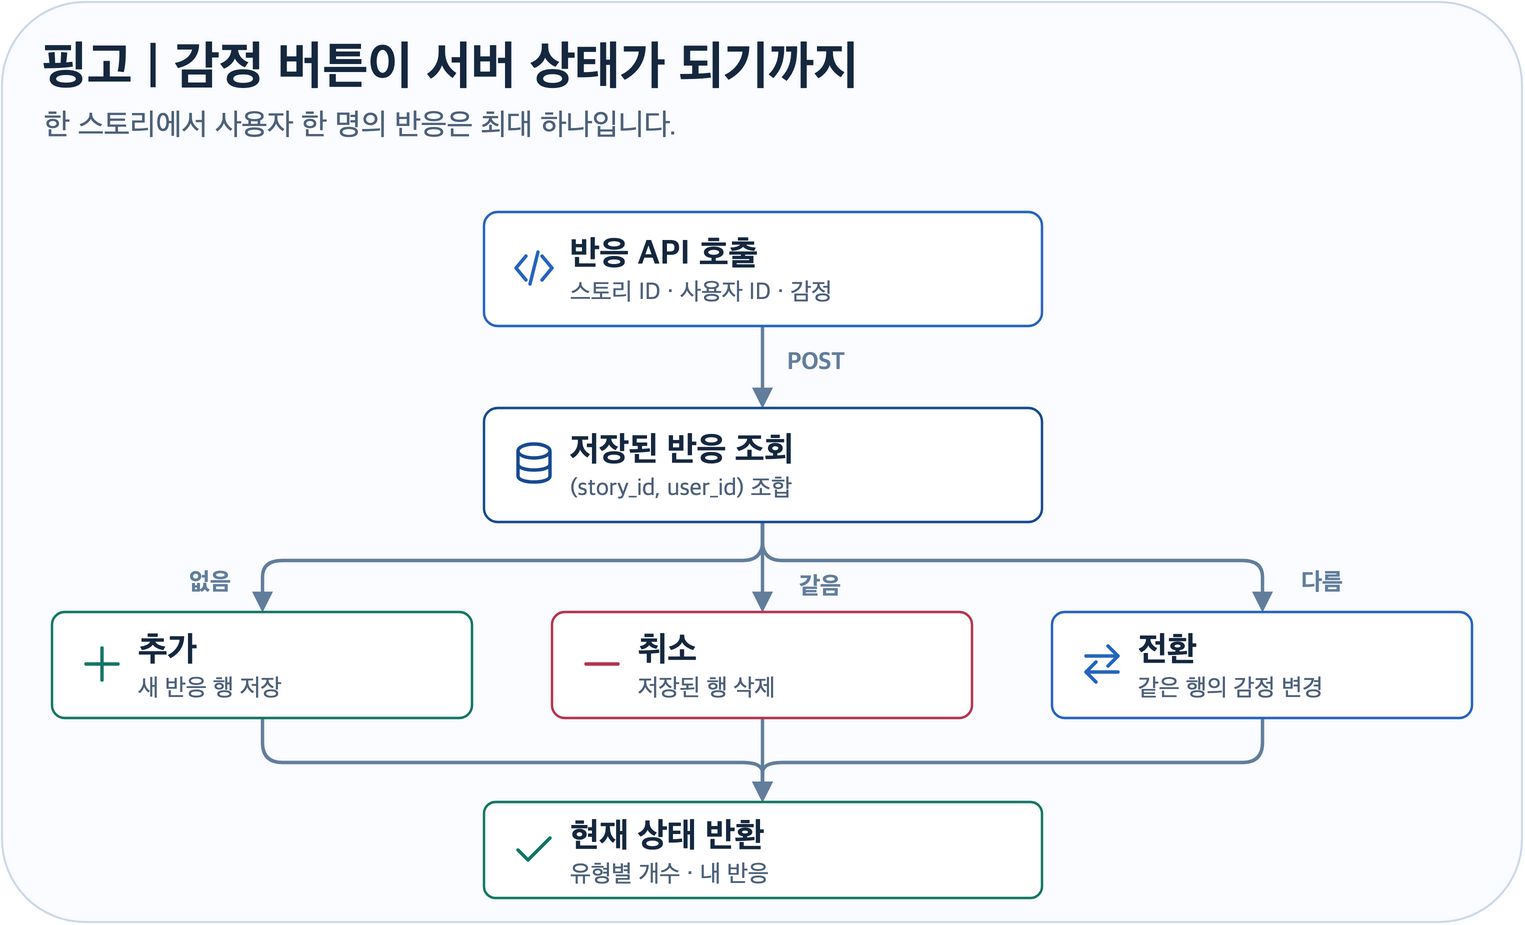 핑고 | 감정 버튼이 서버 상태가 되기까지
한 스토리에서 사용자 한 명의 반응은 최대 하나입니다.
반응 API 호출
스토리 ID · 사용자 ID · 감정
POST
저장된 반응 조회
(story_id, user_id) 조합
없음
같음
다름
추가
새 반응 행 저장
취소
저장된 행 삭제
전환
같은 행의 감정 변경
현재 상태 반환
유형별 개수 · 내 반응